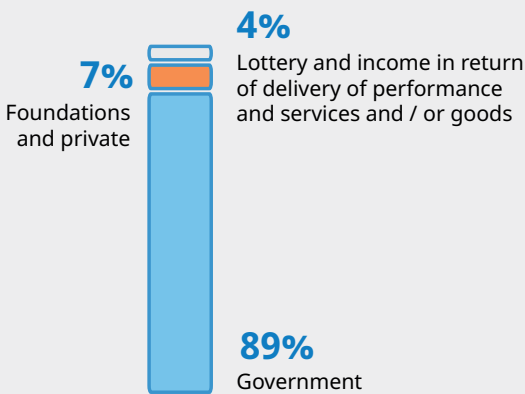 4%
Lottery and income in return
of delivery of performance
and services and / or goods
7%
Foundations
and private
89%
Government